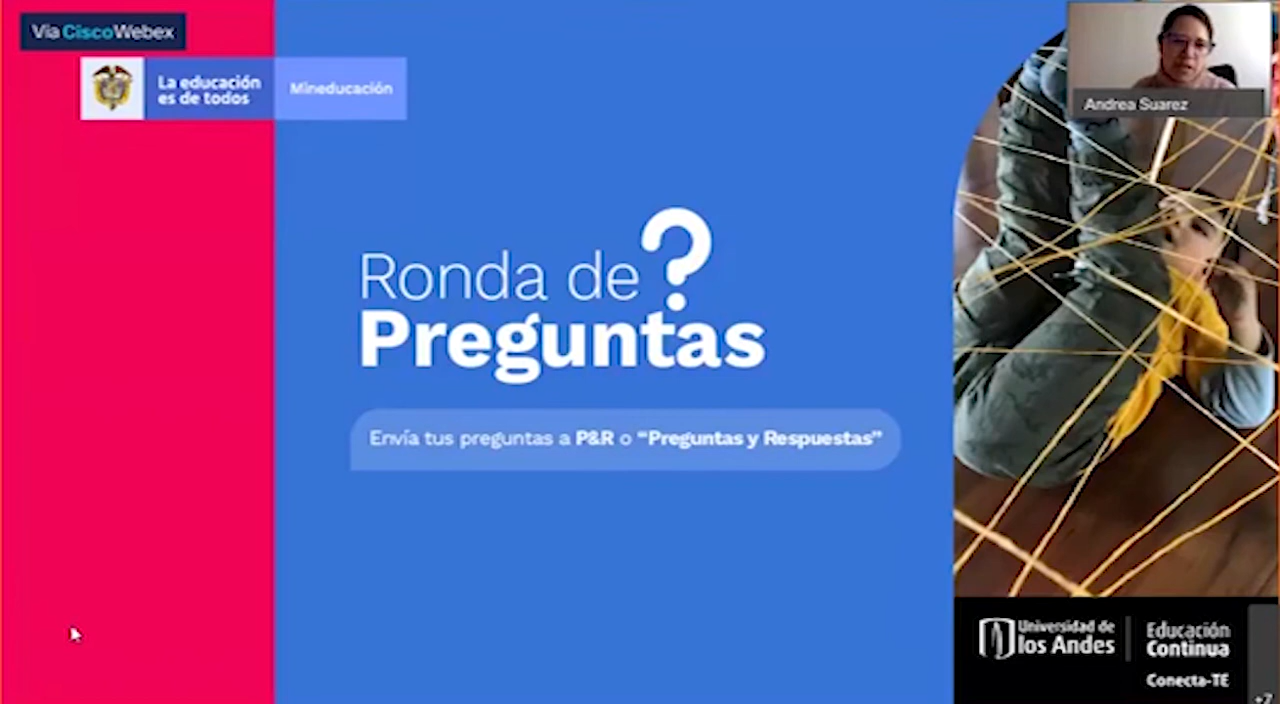 Vía CiscoWebex
La educación
es de todos
Mineducación
Andrea Suarez
Ronda de ?
Preguntas
Envía tus preguntas a P&R o “Preguntas y Respuestas”
Universidad de
los Andes
Educación
Continua
Conecta-TE
+7